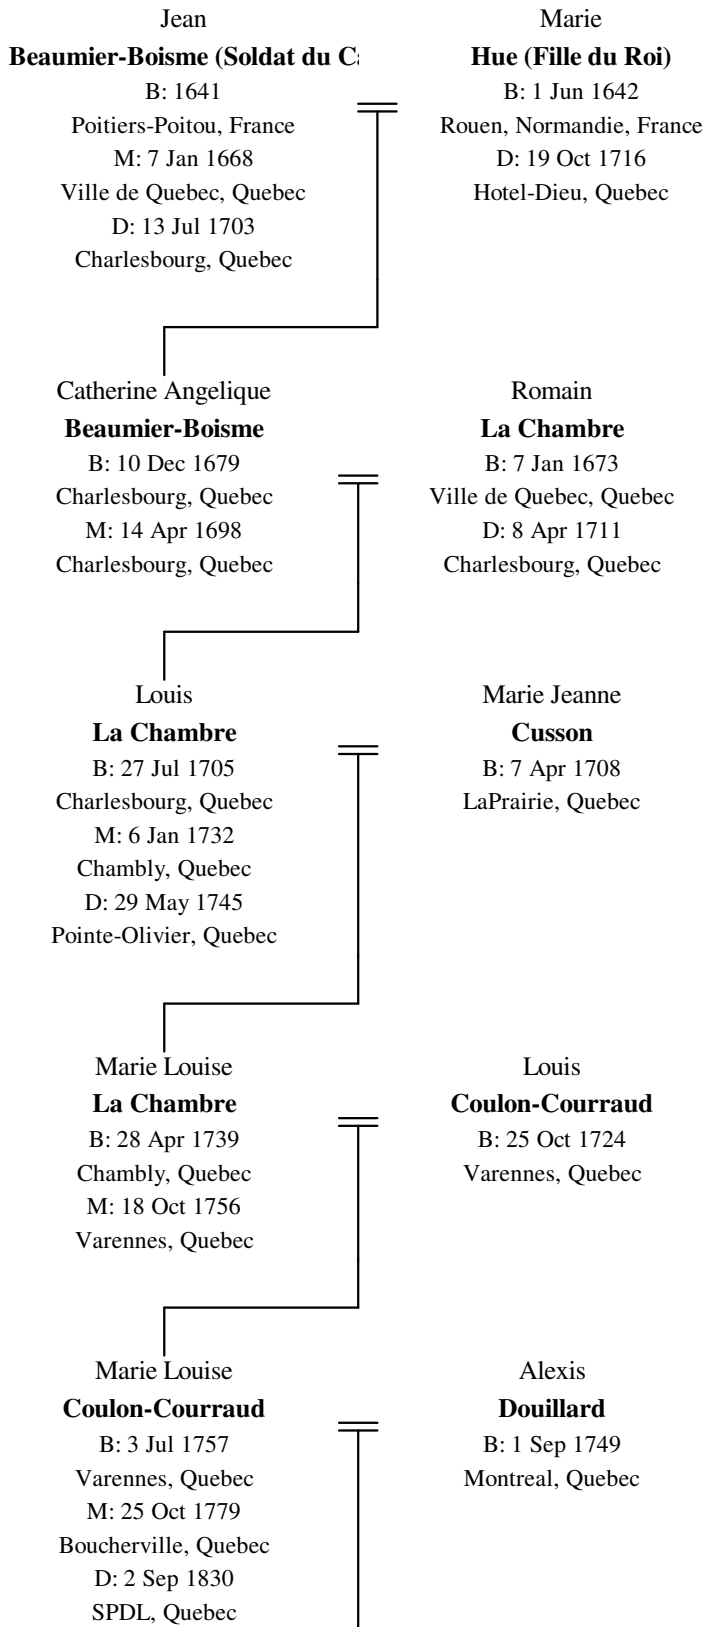 Jean
Beaumier-Boisme (Soldat du Ca
B: 1641
Poitiers-Poitou, France
M: 7 Jan 1668
Ville de Quebec, Quebec
D: 13 Jul 1703
Charlesbourg, Quebec
Marie
Hue (Fille du Roi)
B: 1 Jun 1642
Rouen, Normandie, France
D: 19 Oct 1716
Hotel-Dieu, Quebec
Catherine Angelique
Beaumier-Boisme
B: 10 Dec 1679
Charlesbourg, Quebec
M: 14 Apr 1698
Charlesbourg, Quebec
Romain
La Chambre
B: 7 Jan 1673
Ville de Quebec, Quebec
D: 8 Apr 1711
Charlesbourg, Quebec
Louis
La Chambre
B: 27 Jul 1705
Charlesbourg, Quebec
M: 6 Jan 1732
Chambly, Quebec
D: 29 May 1745
Pointe-Olivier, Quebec
Marie Jeanne
Cusson
B: 7 Apr 1708
LaPrairie, Quebec
Marie Louise
La Chambre
B: 28 Apr 1739
Chambly, Quebec
M: 18 Oct 1756
Varennes, Quebec
Louis
Coulon-Courraud
B: 25 Oct 1724
Varennes, Quebec
Marie Louise
Coulon-Courraud
B: 3 Jul 1757
Varennes, Quebec
M: 25 Oct 1779
Boucherville, Quebec
D: 2 Sep 1830
SPDL, Quebec
Alexis
Douillard
B: 1 Sep 1749
Montreal, Quebec